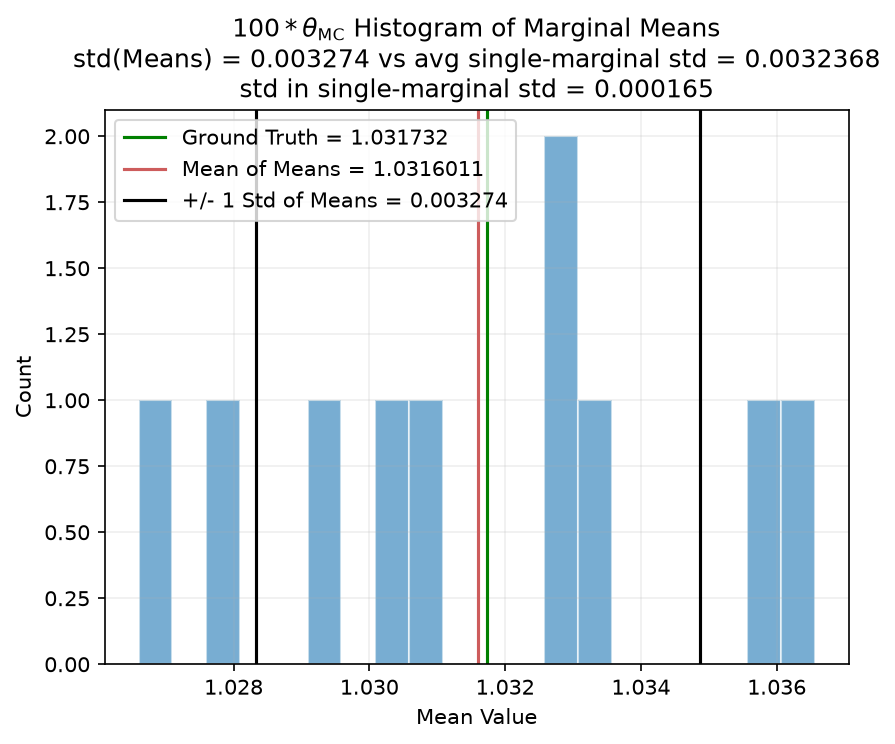 100 * θMC Histogram of Marginal Means
std(Means) = 0.003274 vs avg single-marginal std = 0.0032368
std in single-marginal std = 0.000165
Ground Truth = 1.031732
Mean of Means = 1.0316011
+/- 1 Std of Means = 0.003274
Count
2.00
1.75
1.50
1.25
1.00
0.75
0.50
0.25
0.00
1.028 1.030 1.032 1.034 1.036
Mean Value